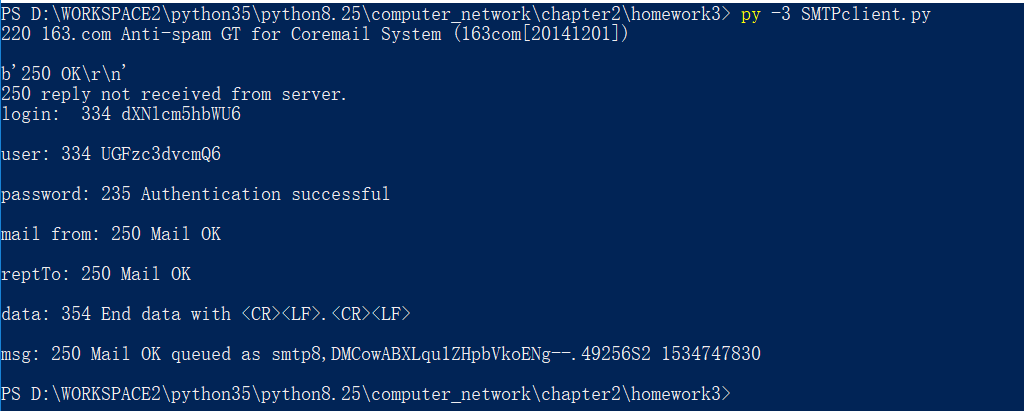 PS D:\WORKSPACE2\python35\python8.25\computer_network\chapter2\homework3> py -3 SMTPclient.py
220 163.com Anti-spam GT for Coremail System (163com[20141201])
b'250 OK\r\n'
250 reply not received from server.
login:  334 dXNlcm5hbWU6
user: 334 UGFzc3dvcmQ6
password: 235 Authentication successful
mail from: 250 Mail OK
reptTo: 250 Mail OK
data: 354 End data with <CR><LF>.<CR><LF>
msg: 250 Mail OK queued as smtp8,DMCowABXLqulZHpbVkoENg--.49256S2 1534747830
PS D:\WORKSPACE2\python35\python8.25\computer_network\chapter2\homework3>